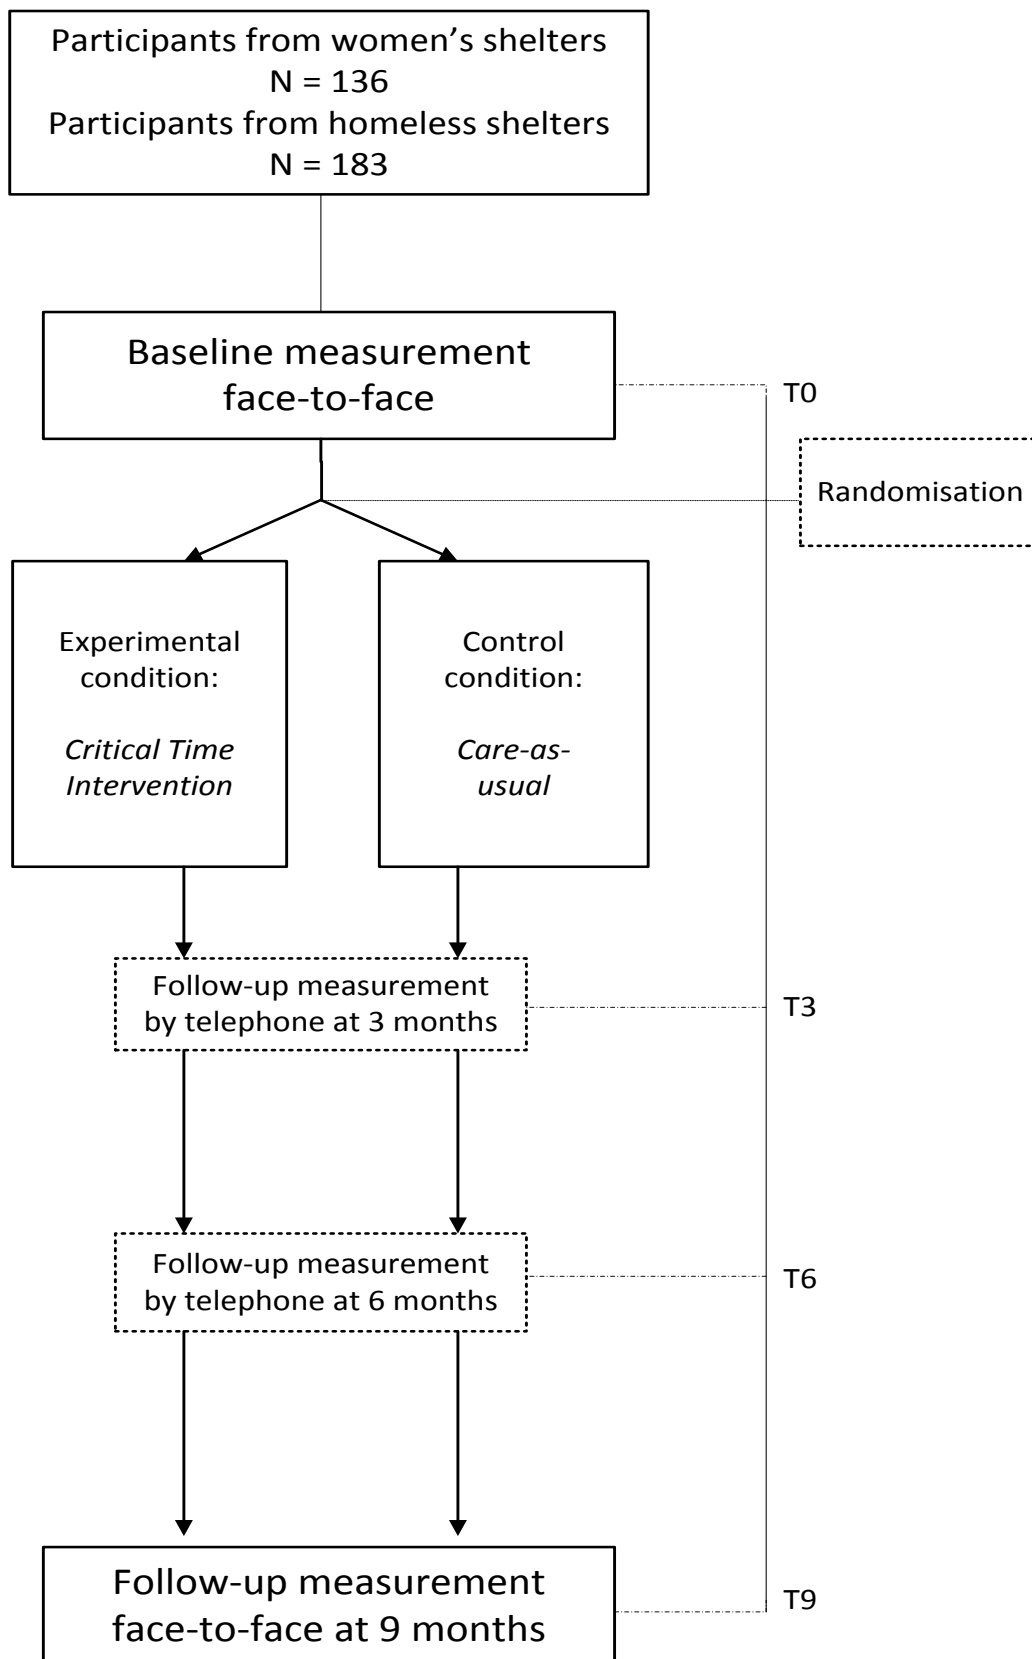 Participants from women’s shelters
N = 136
Participants from homeless shelters
N = 183
Baseline measurement
face-to-face
T0
Randomisation
Experimental
condition:
Critical Time
Intervention
Control
condition:
Care-as-
usual
Follow-up measurement
by telephone at 3 months
T3
Follow-up measurement
by telephone at 6 months
T6
Follow-up measurement
face-to-face at 9 months
T9